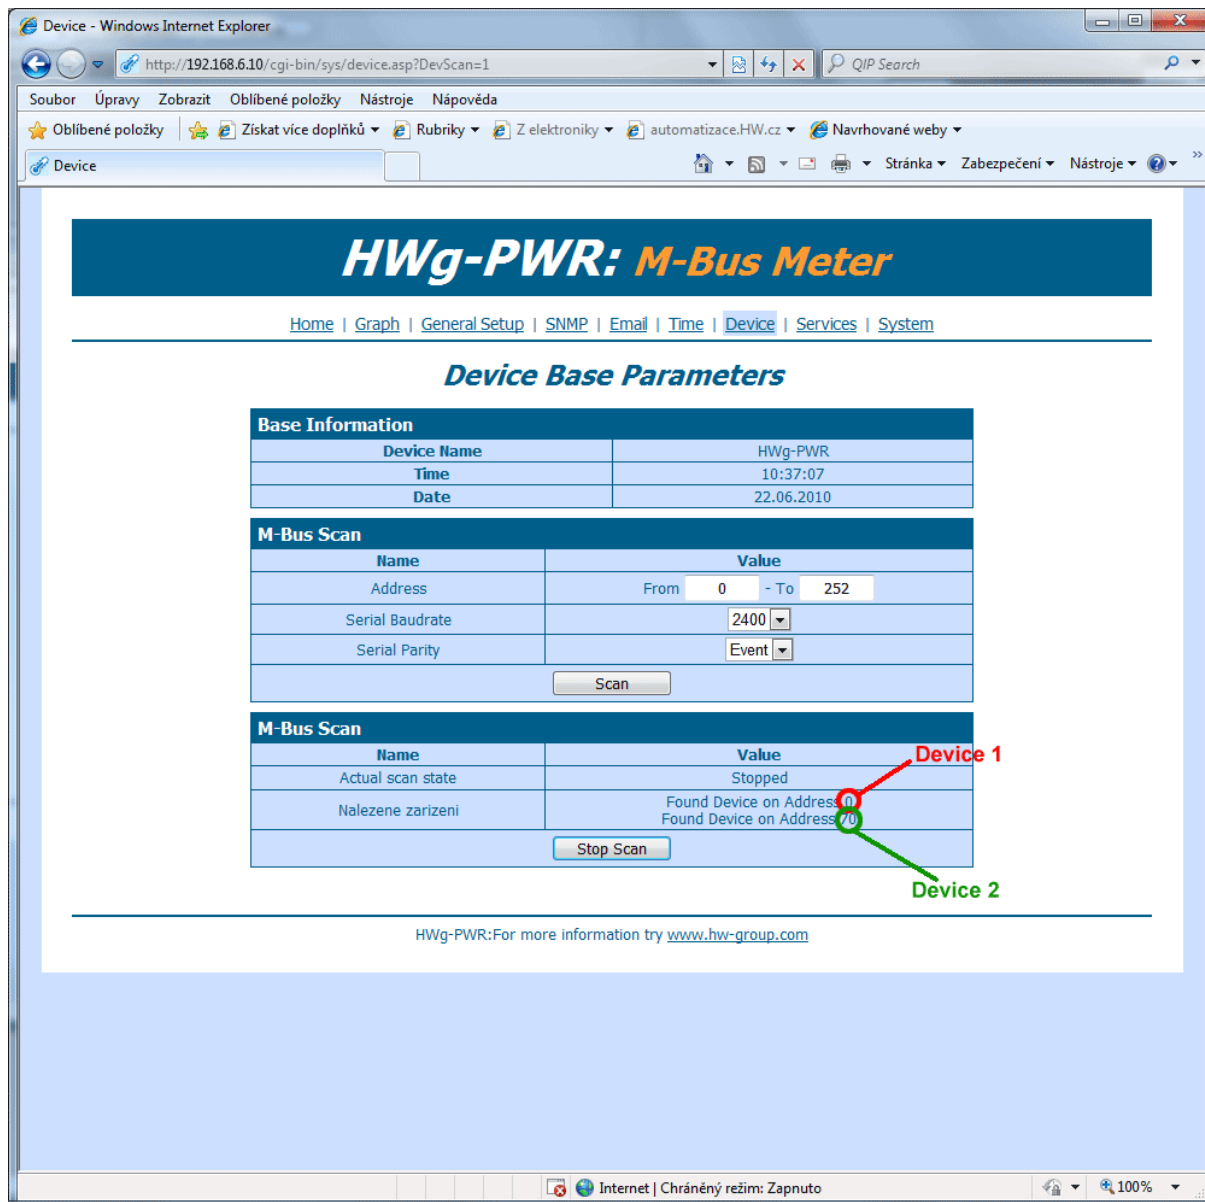 Device - Windows Internet Explorer
http://192.168.6.10/cgi-bin/sys/device.asp?DevScan=1
QIP Search
Soubor Úpravy Zobrazit Oblíbené položky Nástroje Nápověda
Oblíbené položky Získat více doplňků Rubriky Z elektroniky automatizace.HW.cz Navrhované weby
Device Stránka Zabezpečení Nástroje
HWg-PWR: M-Bus Meter
Home | Graph | General Setup | SNMP | Email | Time | Device | Services | System
Device Base Parameters
Base Information
Device Name HWg-PWR
Time 10:37:07
Date 22.06.2010
M-Bus Scan
Name Value
Address From 0 - To 252
Serial Baudrate 2400
Serial Parity Event
Scan
M-Bus Scan
Name Value
Device 1
Actual scan state Stopped
Nalezene zarizeni Found Device on Address 0
Found Device on Address 70
Stop Scan
Device 2
HWg-PWR:For more information try www.hw-group.com
Internet | Chráněný režim: Zapnuto 100%